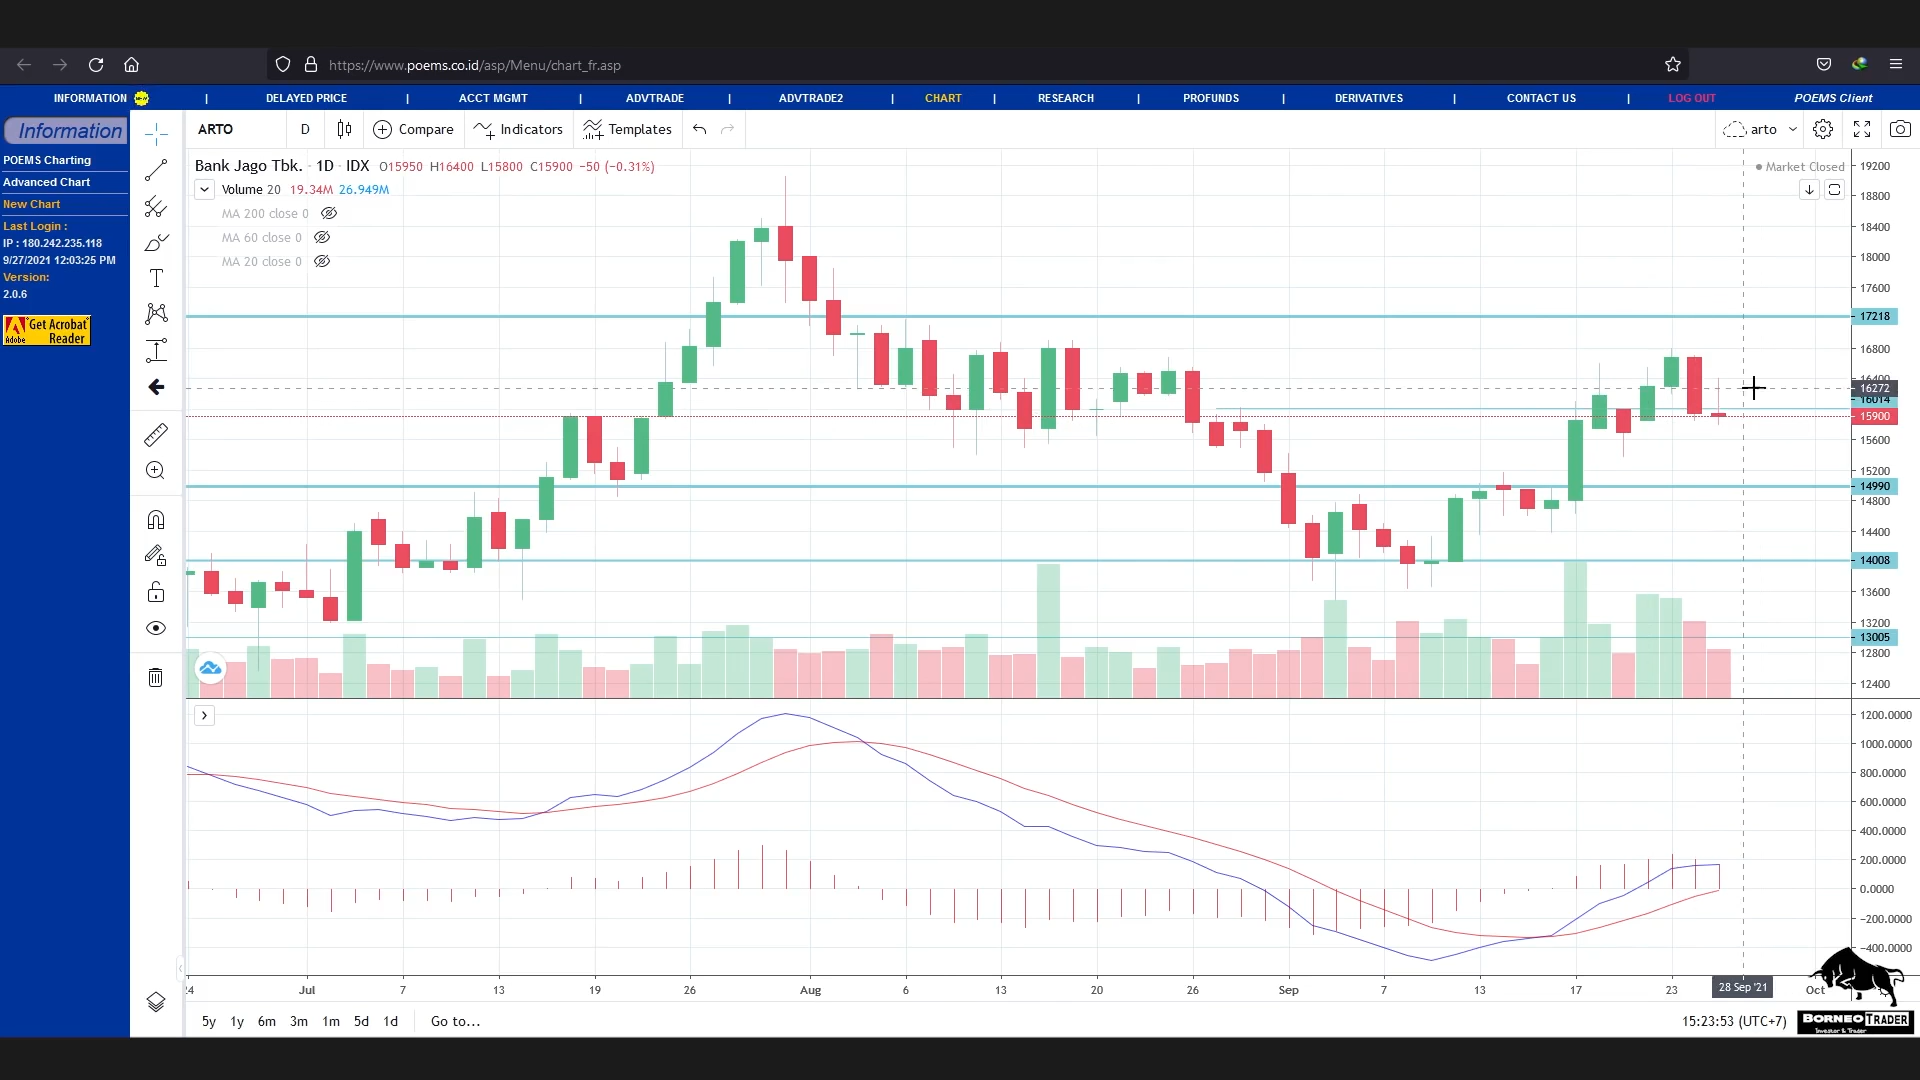 https://www.poems.co.id/asp/Menu/chart_fr.asp
INFORMATION | DELAYED PRICE | ACCT MGMT | ADVTRADE | ADVTRADE2 | CHART | RESEARCH | PROFUNDS | DERIVATIVES | CONTACT US | LOG OUT POEMS Client
Information
POEMS Charting
Advanced Chart
New Chart
Last Login :
IP : 180.242.235.118
9/27/2021 12:03:25 PM
Version:
2.0.6
Get Acrobat
Adobe Reader
ARTO D Compare Indicators Templates arto
Bank Jago Tbk. · 1D · IDX O15950 H16400 L15800 C15900 −50 (−0.31%)
Market Closed
Volume 20 19.34M 26.949M
MA 200 close 0
MA 60 close 0
MA 20 close 0
19200
18800
18400
18000
17600
17218
16800
16400
16272
16014
15900
15600
15200
14990
14800
14400
14008
13600
13200
13005
12800
12400
1200.0000
1000.0000
800.0000
600.0000
400.0000
200.0000
0.0000
−200.0000
−400.0000
24 Jul 7 13 19 26 Aug 6 13 20 26 Sep 7 13 17 23 28 Sep '21 Oct
5y 1y 6m 3m 1m 5d 1d Go to...
15:23:53 (UTC+7)
BORNEO TRADER
Investor & Trader